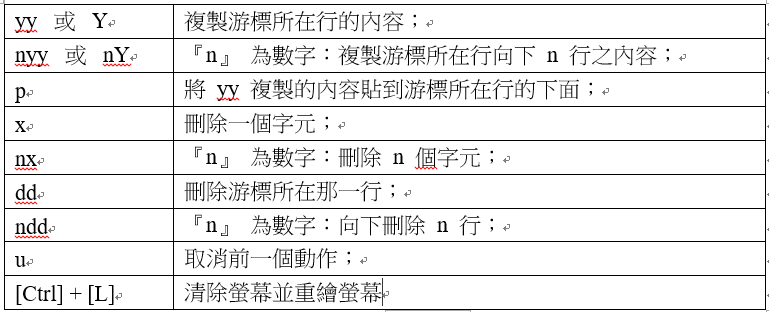 yy 或 Y 複製游標所在行的內容；
nyy 或 nY 『n』 為數字：複製游標所在行向下 n 行之內容；
p 將 yy 複製的內容貼到游標所在行的下面；
x 刪除一個字元；
nx 『n』 為數字：刪除 n 個字元；
dd 刪除游標所在那一行；
ndd 『n』 為數字：向下刪除 n 行；
u 取消前一個動作；
[Ctrl] + [L] 清除螢幕並重繪螢幕